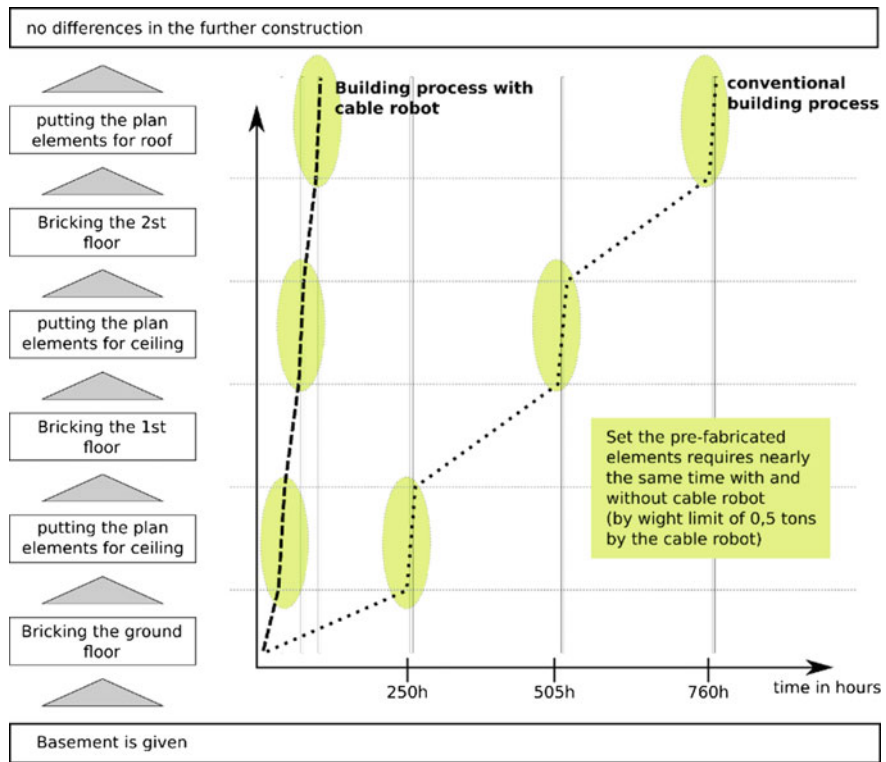 no differences in the further construction
putting the plan
elements for roof
Bricking the 2st
floor
putting the plan
elements for ceiling
Bricking the 1st
floor
putting the plan
elements for ceiling
Bricking the ground
floor
Building process with
cable robot
conventional
building process
Set the pre-fabricated
elements requires nearly
the same time with and
without cable robot
(by wight limit of 0,5 tons
by the cable robot)
250h
505h
760h
time in hours
Basement is given